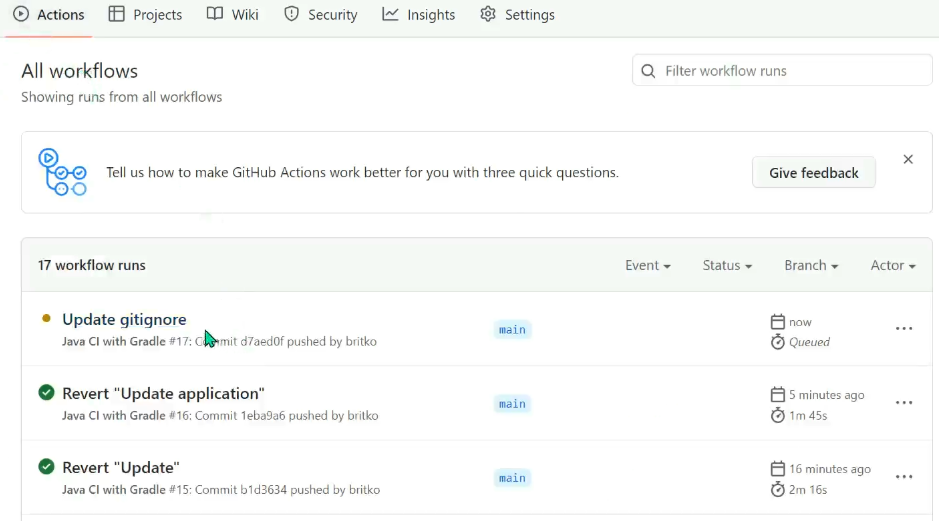 Actions Projects Wiki Security Insights Settings
All workflows
Filter workflow runs
Showing runs from all workflows
Tell us how to make GitHub Actions work better for you with three quick questions.
Give feedback
17 workflow runs Event Status Branch Actor
Update gitignore
main
now
Java CI with Gradle #17: Commit d7aed0f pushed by britko
Queued
Revert "Update application"
main
5 minutes ago
Java CI with Gradle #16: Commit 1eba9a6 pushed by britko
1m 45s
Revert "Update"
main
16 minutes ago
Java CI with Gradle #15: Commit b1d3634 pushed by britko
2m 16s